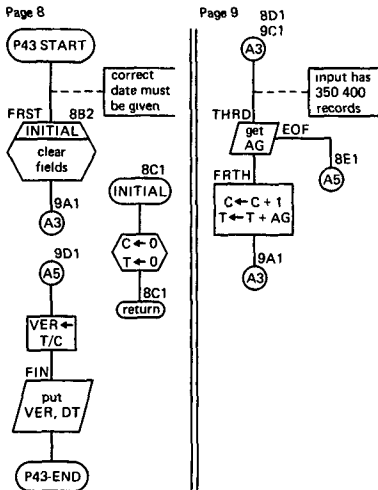 Page 8
P43 START
correct
date must
be given
FRST 8B2
INITIAL
clear
fields
9A1
A3
8C1
INITIAL
C ← 0
T ← 0
8C1
return
9D1
A5
VER ←
T/C
FIN
put
VER, DT
P43-END
Page 9
8D1
9C1
A3
input has
350 400
records
THRD
get
AG
EOF
8E1
A5
FRTH
C ← C + 1
T ← T + AG
9A1
A3